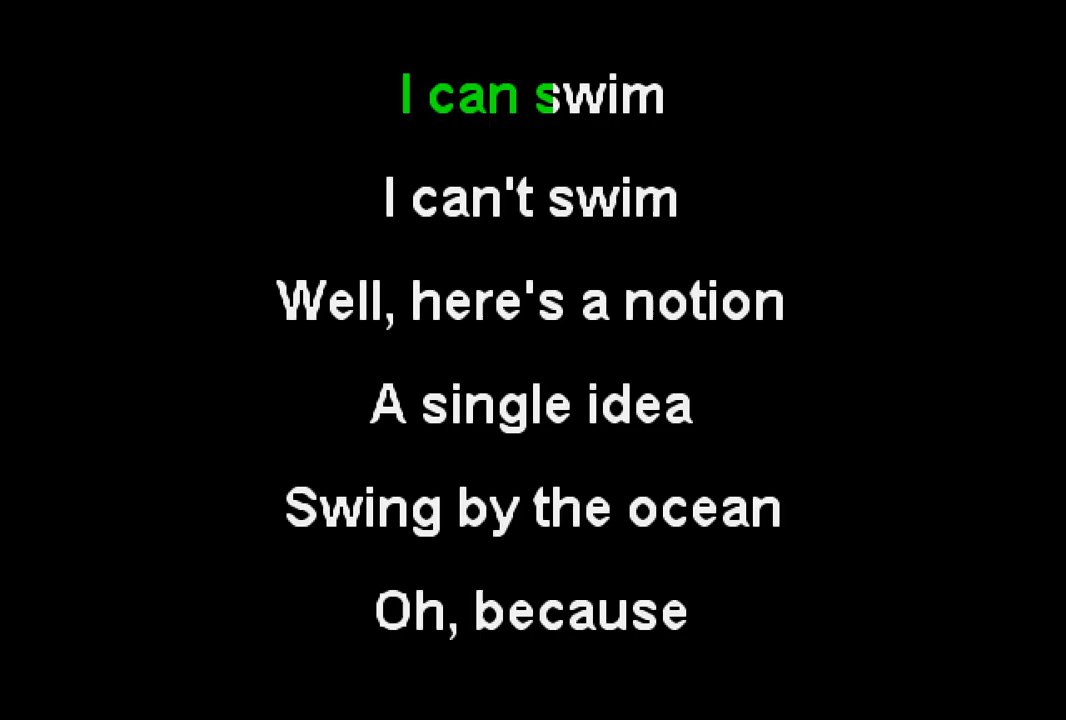 I can swim
I can't swim
Well, here's a notion
A single idea
Swing by the ocean
Oh, because